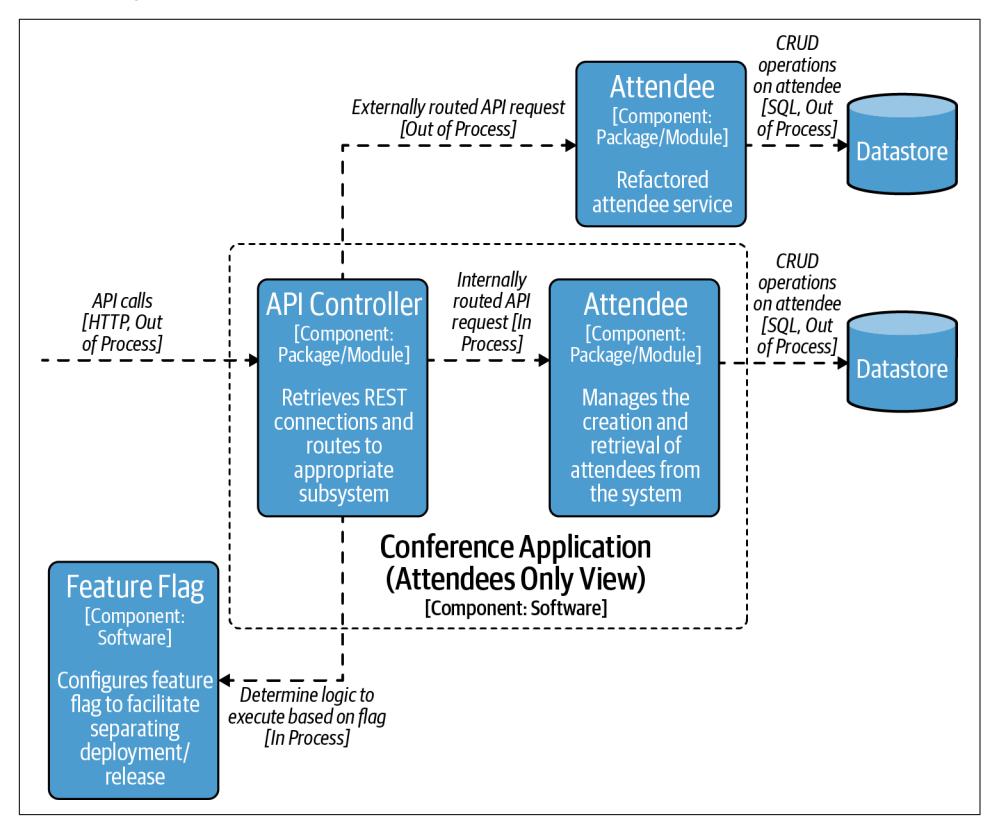 Attendee
[Component:
Package/Module]
Refactored
attendee service
CRUD
operations
on attendee
[SQL, Out
of Process]
Datastore
Externally routed API request
[Out of Process]
API calls
[HTTP, Out
of Process]
API Controller
[Component:
Package/Module]
Retrieves REST
connections and
routes to
appropriate
subsystem
Internally
routed API
request [In
Process]
Attendee
[Component:
Package/Module]
Manages the
creation and
retrieval of
attendees from
the system
CRUD
operations
on attendee
[SQL, Out
of Process]
Datastore
Conference Application
(Attendees Only View)
[Component: Software]
Feature Flag
[Component:
Software]
Configures feature
flag to facilitate
separating
deployment/
release
Determine logic to
execute based on flag
[In Process]